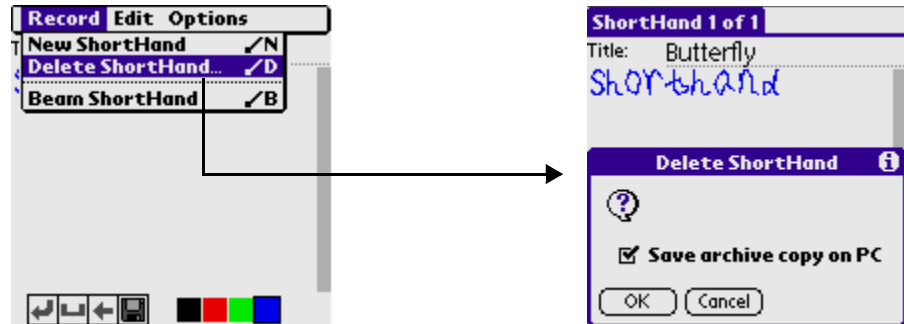 Record Edit Options
New ShortHand /N
Delete ShortHand... /D
Beam ShortHand /B
ShortHand 1 of 1
Title: Butterfly
Shorthand
Delete ShortHand i
?
Save archive copy on PC
OK Cancel